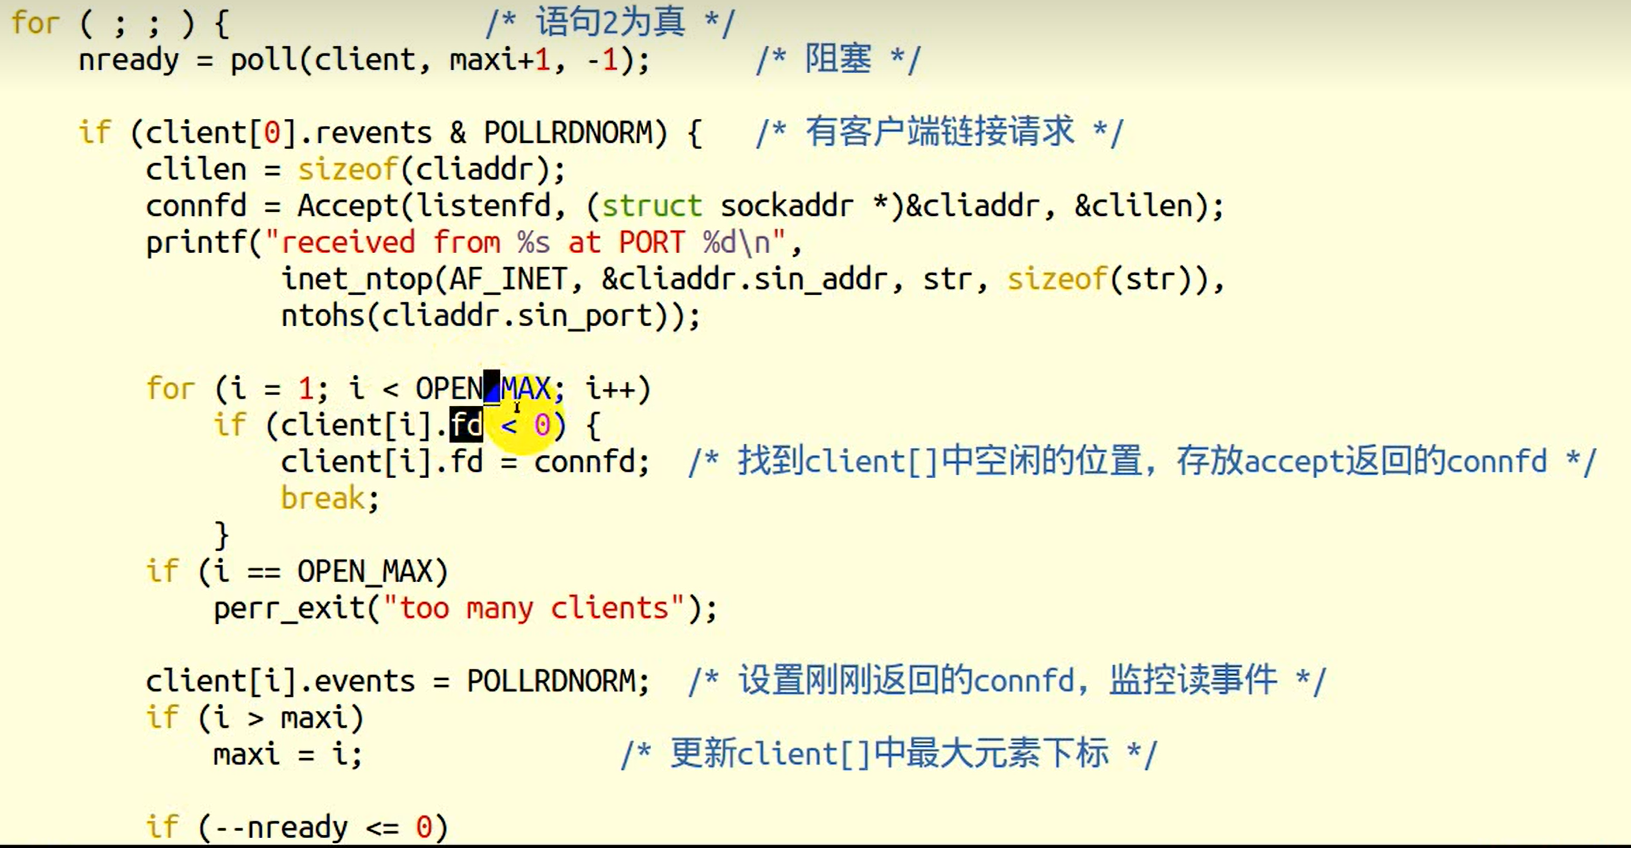 for ( ; ; ) {               /* 语句2为真 */
    nready = poll(client, maxi+1, -1);      /* 阻塞 */
    if (client[0].revents & POLLRDNORM) {   /* 有客户端链接请求 */
        clilen = sizeof(cliaddr);
        connfd = Accept(listenfd, (struct sockaddr *)&cliaddr, &clilen);
        printf("received from %s at PORT %d\n",
                inet_ntop(AF_INET, &cliaddr.sin_addr, str, sizeof(str)),
                ntohs(cliaddr.sin_port));
        for (i = 1; i < OPEN_MAX; i++)
            if (client[i].fd < 0) {
                client[i].fd = connfd;  /* 找到client[]中空闲的位置，存放accept返回的connfd */
                break;
            }
        if (i == OPEN_MAX)
            perr_exit("too many clients");
        client[i].events = POLLRDNORM;  /* 设置刚刚返回的connfd，监控读事件 */
        if (i > maxi)
            maxi = i;               /* 更新client[]中最大元素下标 */
        if (--nready <= 0)